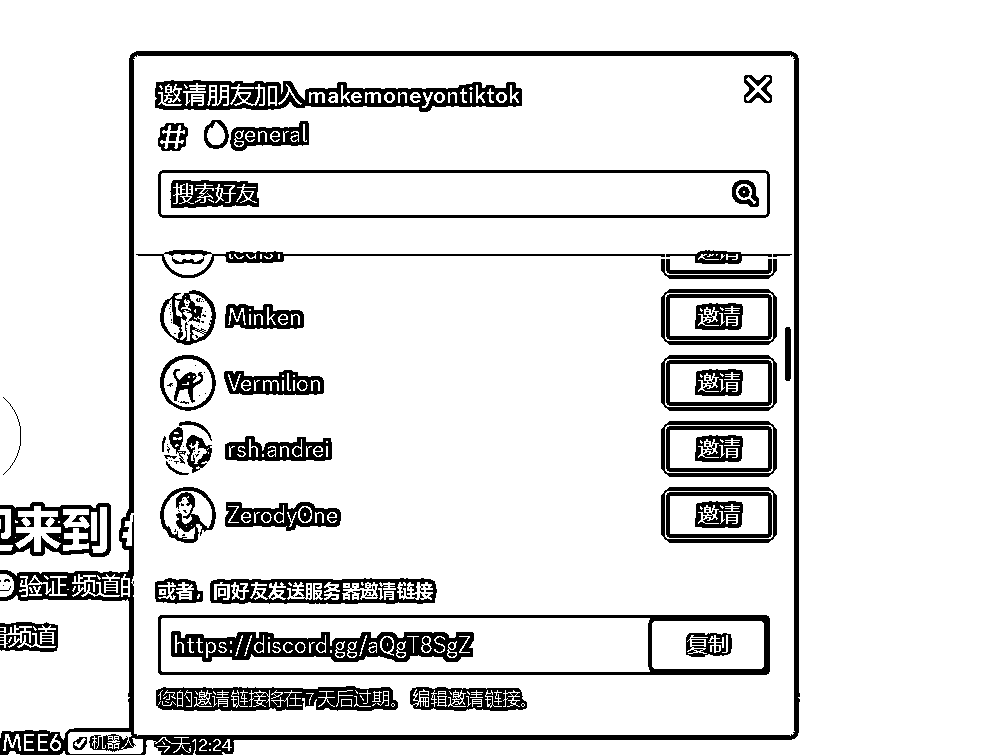 邀请朋友加入 makemoneyontiktok
# general
搜索好友
邀请
Minken 邀请
Vermilion 邀请
rsh.andrei 邀请
ZerodyOne 邀请
迎来到 #
验证 频道的
辑频道
或者，向好友发送服务器邀请链接
https://discord.gg/aQgT8SgZ 复制
您的邀请链接将在 7 天后过期。 编辑邀请链接。
MEE6 ✓机器人 今天12:24